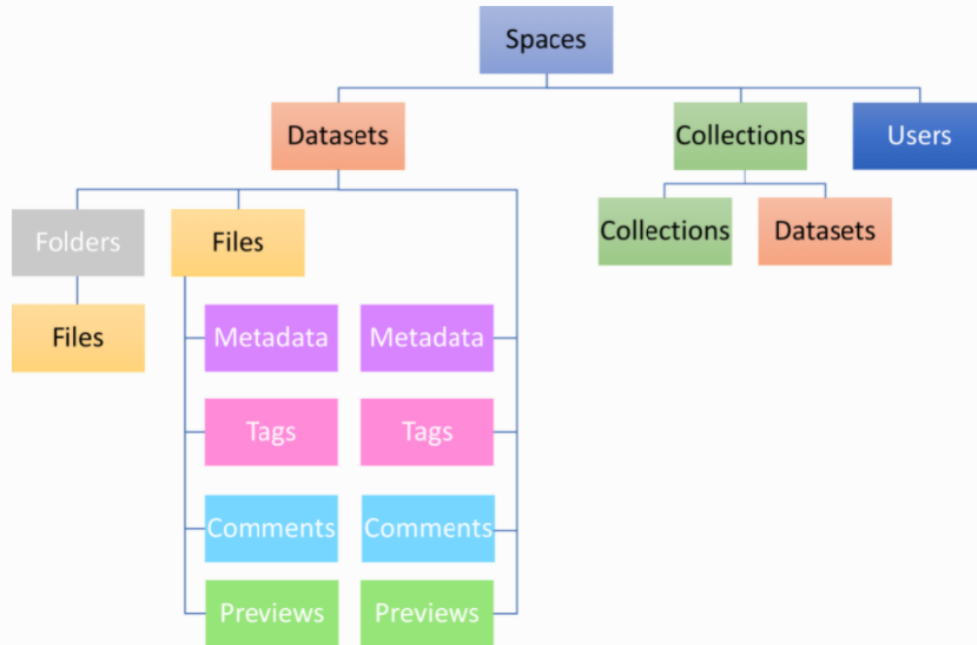 Spaces
Datasets
Collections
Users
Folders
Files
Collections
Datasets
Files
Metadata
Metadata
Tags
Tags
Comments
Comments
Previews
Previews